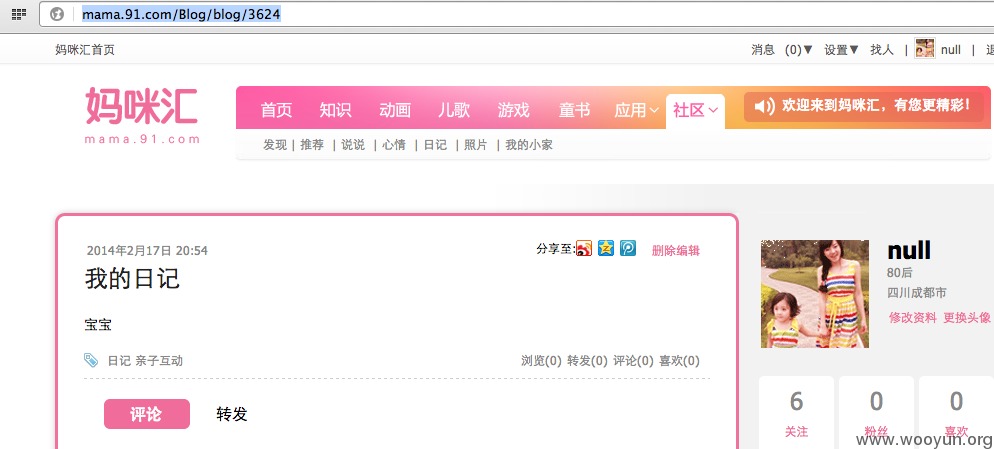 mama.91.com/Blog/blog/3624
妈咪汇首页
消息 (0)▼ 设置▼ 找人 | null |
妈咪汇
mama.91.com
首页 知识 动画 儿歌 游戏 童书 应用 社区
欢迎来到妈咪汇，有您更精彩！
发现 | 推荐 | 说说 | 心情 | 日记 | 照片 | 我的小家
2014年2月17日 20:54
分享至:
删除编辑
我的日记
宝宝
日记 亲子互动
浏览(0) 转发(0) 评论(0) 喜欢(0)
评论 转发
null
80后
四川成都市
修改资料 更换头像
6 0 0
关注 粉丝 喜欢
www.wooyun.org